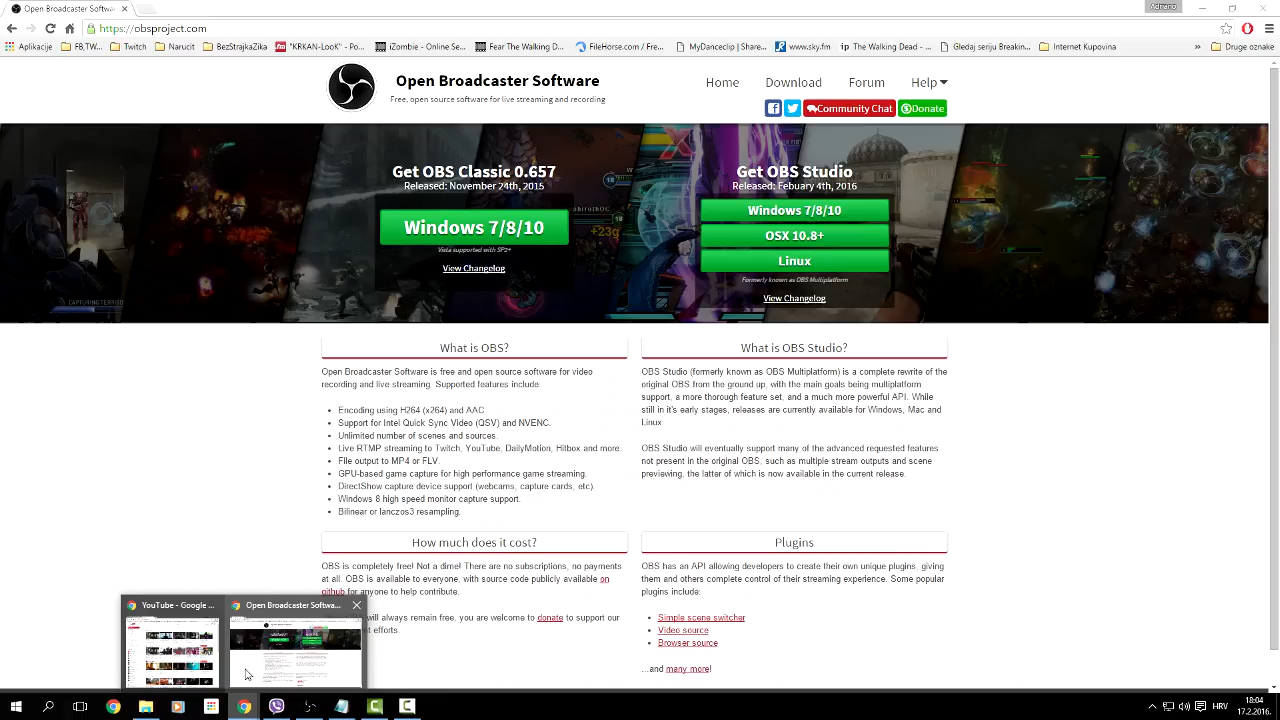 Open Broadcaster Softwa
Adriano
https://obsproject.com
Aplikacije
FB,TW...
Twitch
Narucit
BezStrajkaZika
*KRKAN-LooK* - Po...
iZombie - Online Se...
Fear The Walking D...
FileHorse.com / Fre...
MyDanceclip | Share...
www.sky.fm
The Walking Dead -...
Gledaj seriju Breakin...
Internet Kupovina
»
Druge oznake
Open Broadcaster Software
Free, open source software for live streaming and recording
Home
Download
Forum
Help
Community Chat
Donate
Get OBS Classic 0.657
Released: November 24th, 2015
Windows 7/8/10
Vista supported with SP2+
View Changelog
Get OBS Studio
Released: Febuary 4th, 2016
Windows 7/8/10
OSX 10.8+
Linux
Formerly known as OBS Multiplatform
View Changelog
18
18
+23g
What is OBS?
Open Broadcaster Software is free and open source software for video
recording and live streaming. Supported features include:
• Encoding using H264 (x264) and AAC.
• Support for Intel Quick Sync Video (QSV) and NVENC.
• Unlimited number of scenes and sources.
• Live RTMP streaming to Twitch, YouTube, DailyMotion, Hitbox and more.
• File output to MP4 or FLV.
• GPU-based game capture for high performance game streaming.
• DirectShow capture device support (webcams, capture cards, etc).
• Windows 8 high speed monitor capture support.
• Bilinear or lanczos3 resampling.
What is OBS Studio?
OBS Studio (formerly known as OBS Multiplatform) is a complete rewrite of the
original OBS from the ground up, with the main goals being multiplatform
support, a more thorough feature set, and a much more powerful API. While
still in it's early stages, releases are currently available for Windows, Mac and
Linux
OBS Studio will eventually support many of the advanced requested features
not present in the original OBS, such as multiple stream outputs and scene
previewing, the latter of which is now available in the current release.
How much does it cost?
OBS is completely free! Not a dime! There are no subscriptions, no payments
at all. OBS is available to everyone, with source code publicly available on
github for anyone to help contribute.
will always remain free, you are welcome to donate to support our
t efforts.
Plugins
OBS has an API allowing developers to create their own unique plugins, giving
them and others complete control of their streaming experience. Some popular
plugins include:
• Simple scene switcher
• Video source
• Browser source
...and many more!
YouTube - Google ...
Open Broadcaster Softwa...
HRV
18:04
17.2.2016.